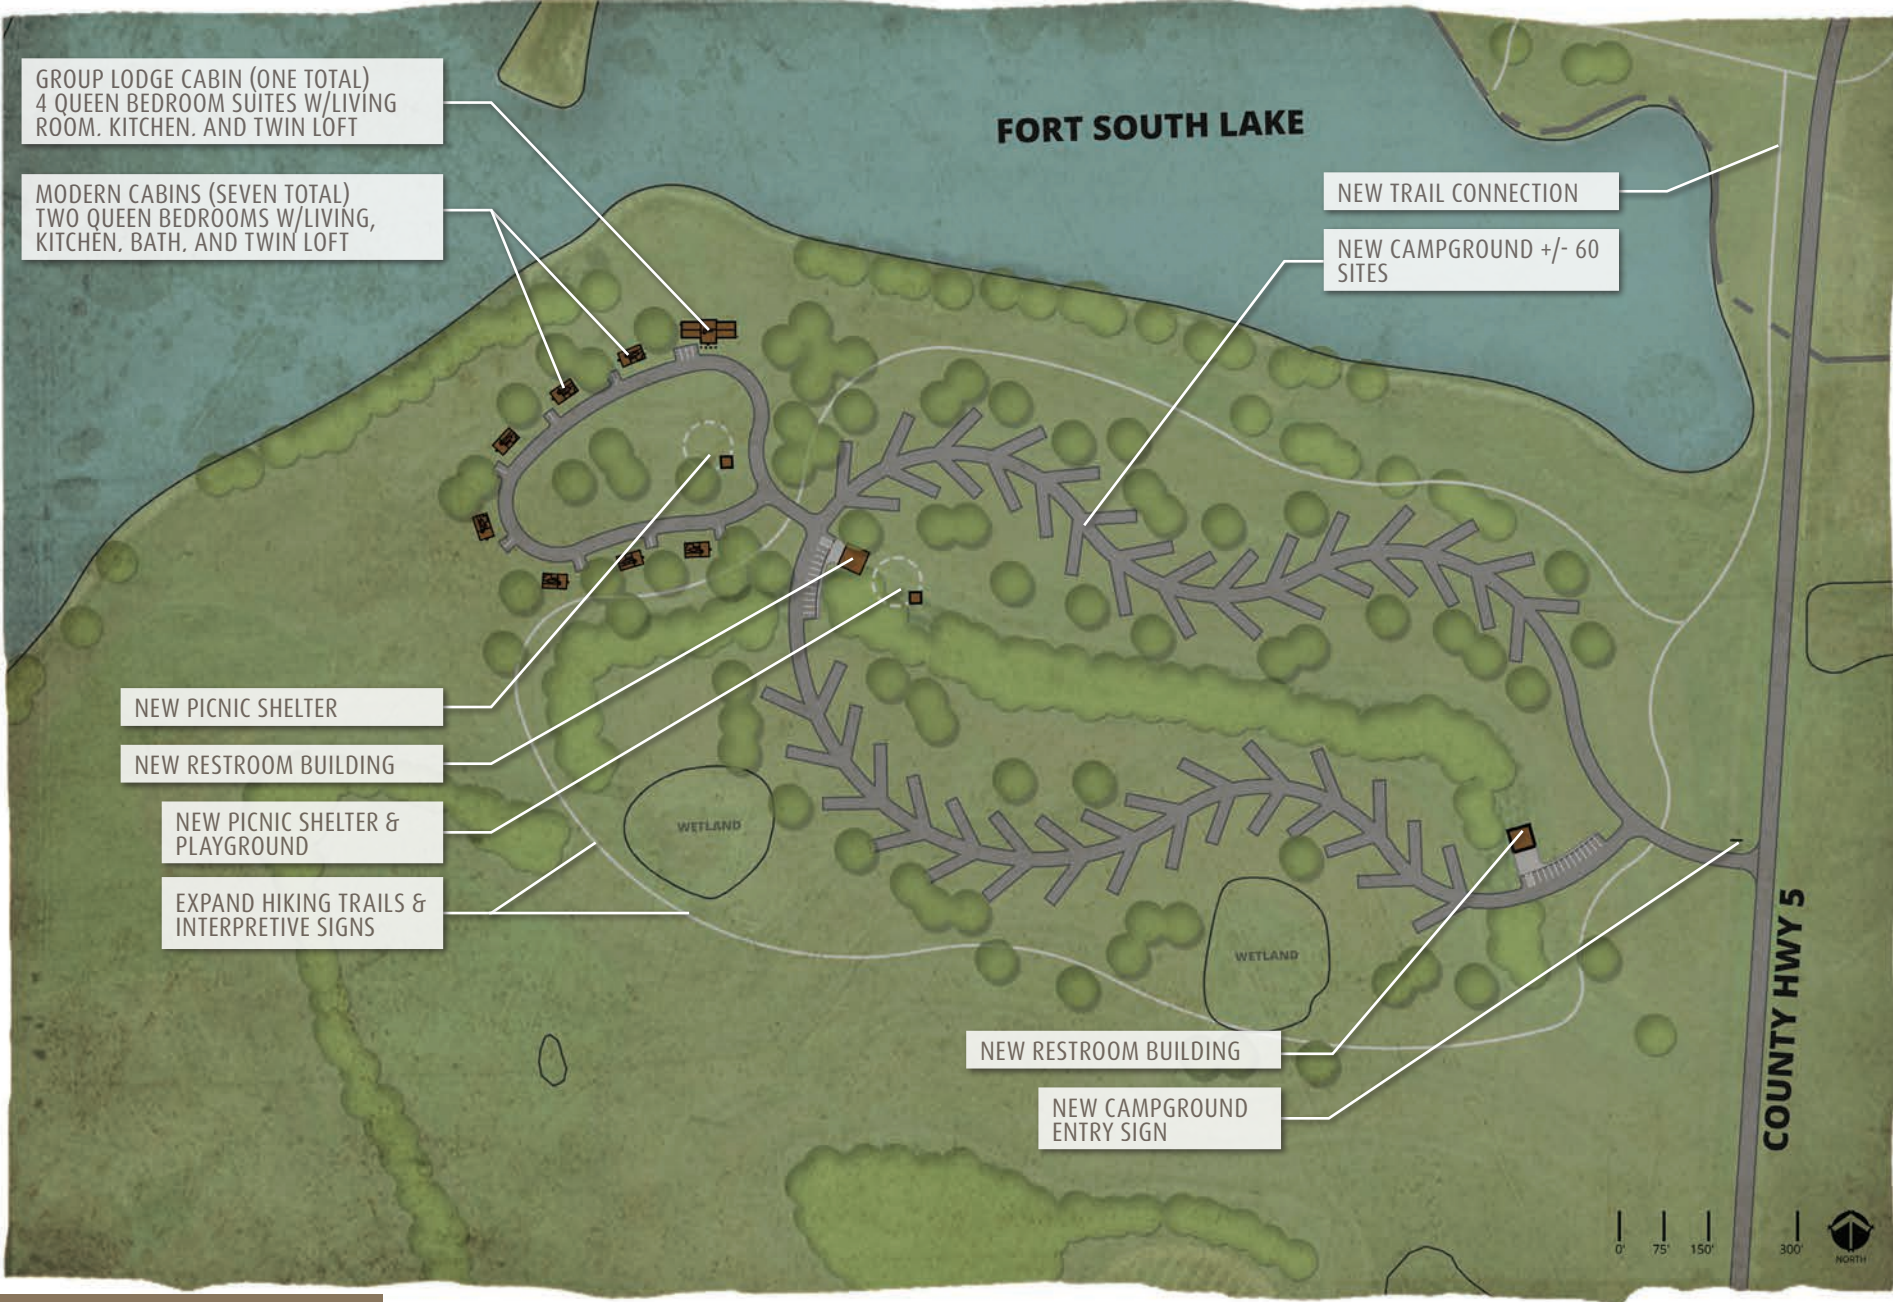 GROUP LODGE CABIN (ONE TOTAL)
4 QUEEN BEDROOM SUITES W/LIVING
ROOM, KITCHEN, AND TWIN LOFT
MODERN CABINS (SEVEN TOTAL)
TWO QUEEN BEDROOMS W/LIVING,
KITCHEN, BATH, AND TWIN LOFT
FORT SOUTH LAKE
NEW TRAIL CONNECTION
NEW CAMPGROUND +/- 60
SITES
NEW PICNIC SHELTER
NEW RESTROOM BUILDING
NEW PICNIC SHELTER &
PLAYGROUND
EXPAND HIKING TRAILS &
INTERPRETIVE SIGNS
WETLAND
WETLAND
NEW RESTROOM BUILDING
NEW CAMPGROUND
ENTRY SIGN
COUNTY HWY 5
0' 75' 150' 300'
NORTH